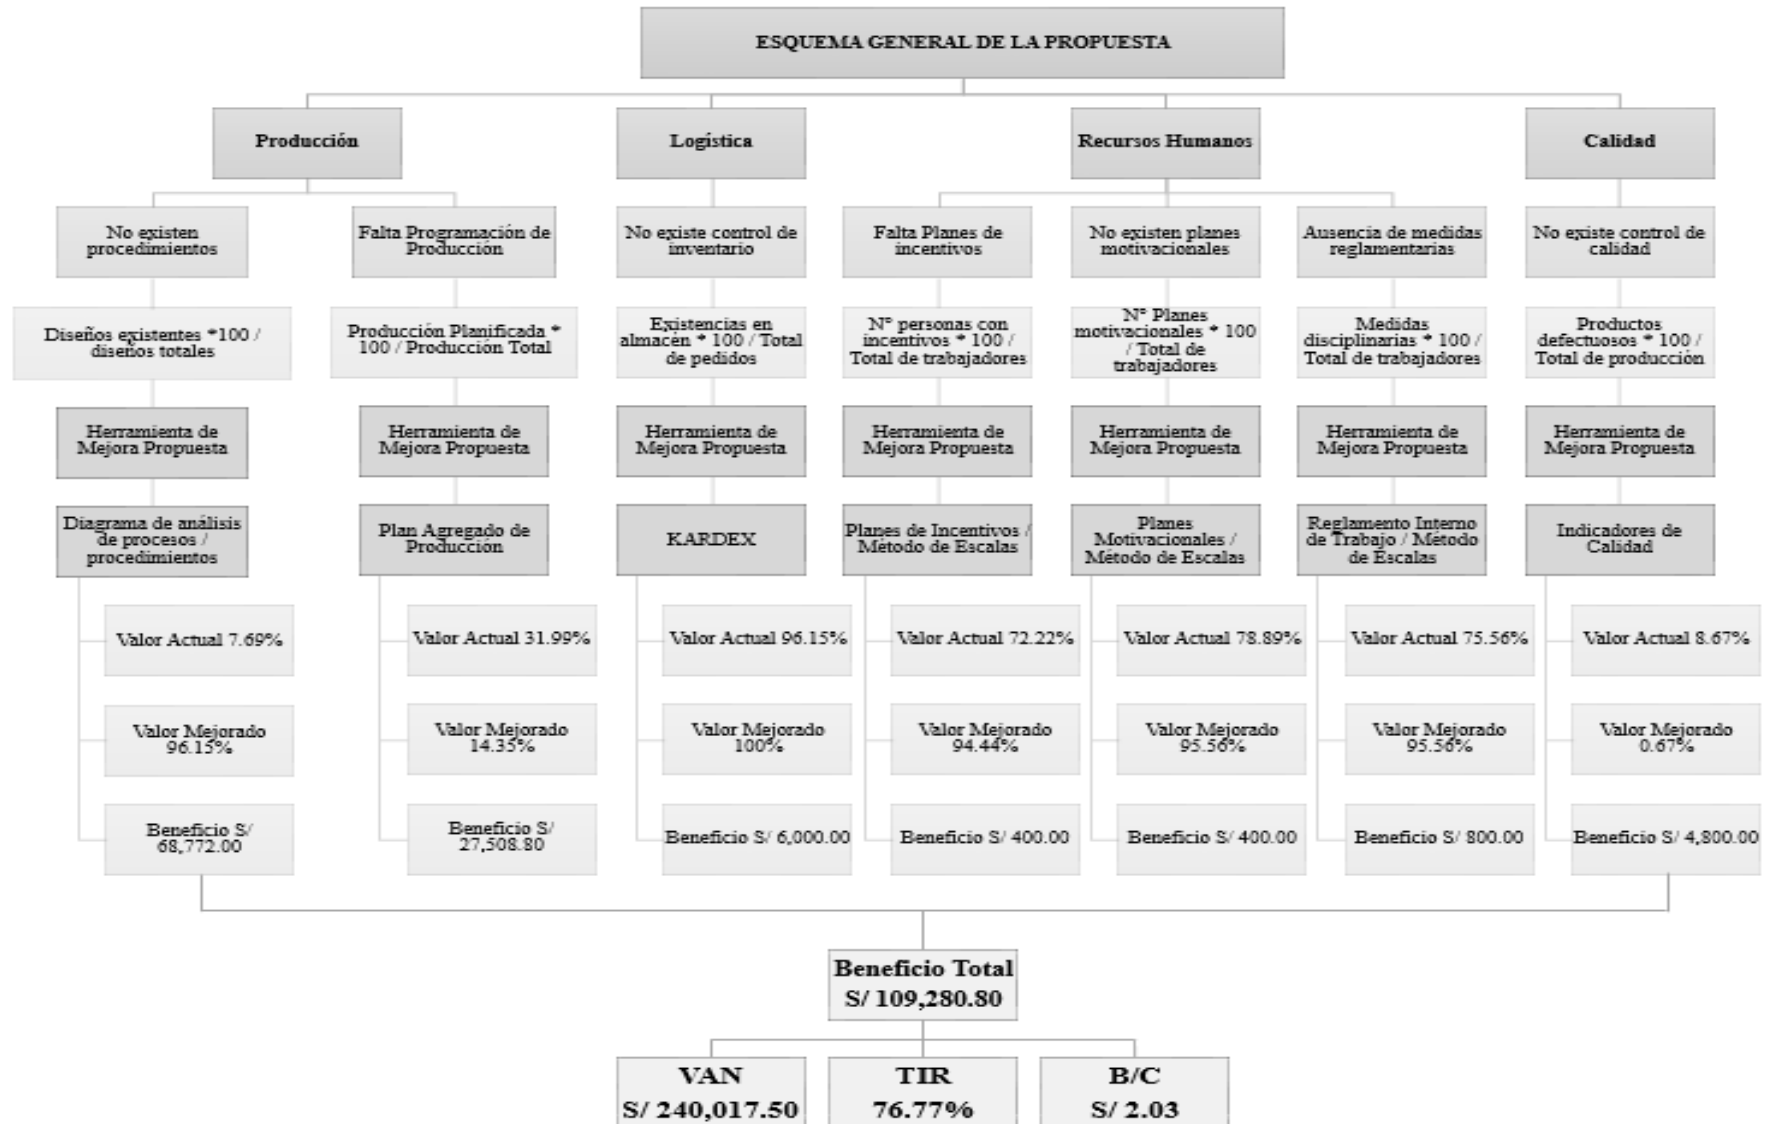 ESQUEMA GENERAL DE LA PROPUESTA
Producción
Logística
Recursos Humanos
Calidad
No existen
procedimientos
Falta Programación de
Producción
No existe control de
inventario
Falta Planes de
incentivos
No existen planes
motivacionales
Ausencia de medidas
reglamentarias
No existe control de
calidad
Diseños existentes *100 /
diseños totales
Producción Planificada *
100 / Producción Total
Existencias en
almacén * 100 / Total
de pedidos
N° personas con
incentivos * 100 /
Total de trabajadores
N° Planes
motivacionales * 100
/ Total de
trabajadores
Medidas
disciplinarias * 100 /
Total de trabajadores
Productos
defectuosos * 100 /
Total de producción
Herramienta de
Mejora Propuesta
Herramienta de
Mejora Propuesta
Herramienta de
Mejora Propuesta
Herramienta de
Mejora Propuesta
Herramienta de
Mejora Propuesta
Herramienta de
Mejora Propuesta
Herramienta de
Mejora Propuesta
Diagrama de análisis
de procesos /
procedimientos
Plan Agregado de
Producción
KARDEX
Planes de Incentivos /
Método de Escalas
Planes
Motivacionales /
Método de Escalas
Reglamento Interno
de Trabajo / Método
de Escalas
Indicadores de
Calidad
Valor Actual 7.69%
Valor Actual 31.99%
Valor Actual 96.15%
Valor Actual 72.22%
Valor Actual 78.89%
Valor Actual 75.56%
Valor Actual 8.67%
Valor Mejorado
96.15%
Valor Mejorado
14.35%
Valor Mejorado
100%
Valor Mejorado
94.44%
Valor Mejorado
95.56%
Valor Mejorado
95.56%
Valor Mejorado
0.67%
Beneficio S/
68,772.00
Beneficio S/
27,508.80
Beneficio S/ 6,000.00
Beneficio S/ 400.00
Beneficio S/ 400.00
Beneficio S/ 800.00
Beneficio S/ 4,800.00
Beneficio Total
S/ 109,280.80
VAN
S/ 240,017.50
TIR
76.77%
B/C
S/ 2.03